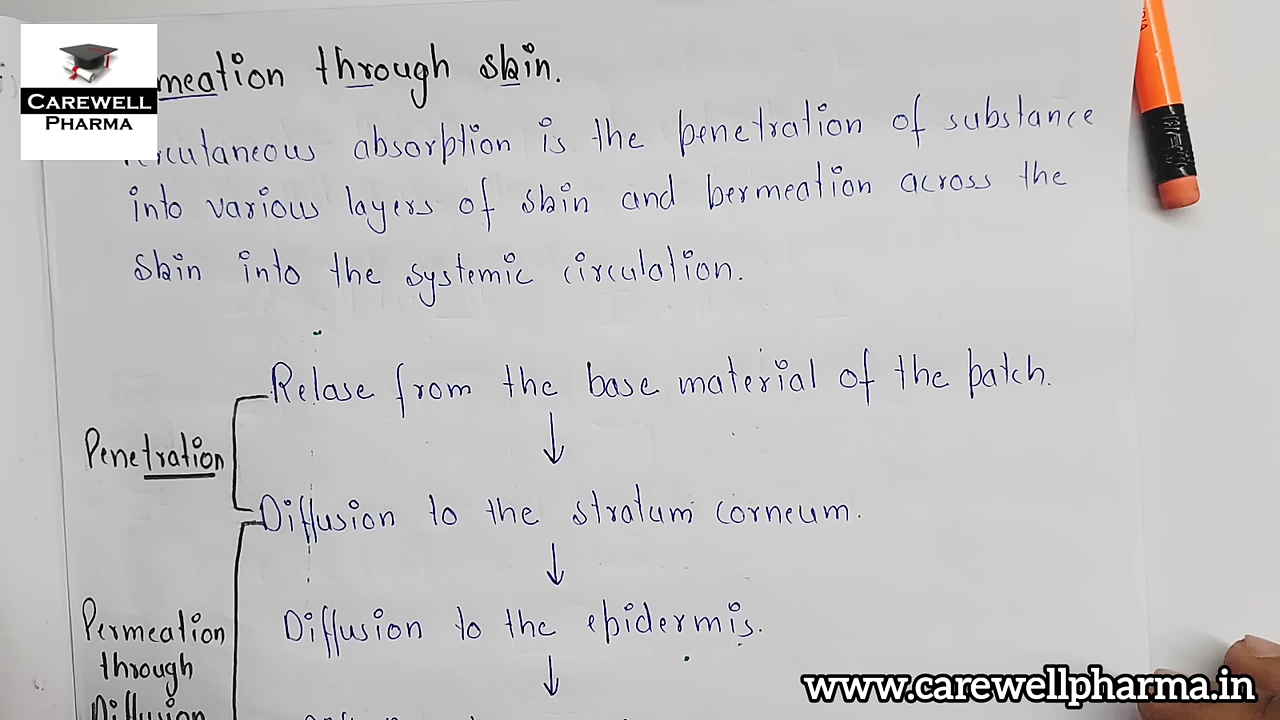 CAREWELL
PHARMA
meation through skin.
rcutaneous absorption is the penetration of substance
into various layers of skin and permeation across the
skin into the systemic circulation.
Relase from the base material of the patch.
Penetration
Diffusion to the stratum corneum.
Diffusion to the epidermis.
Permeation
through
Diffusion
www.carewellpharma.in